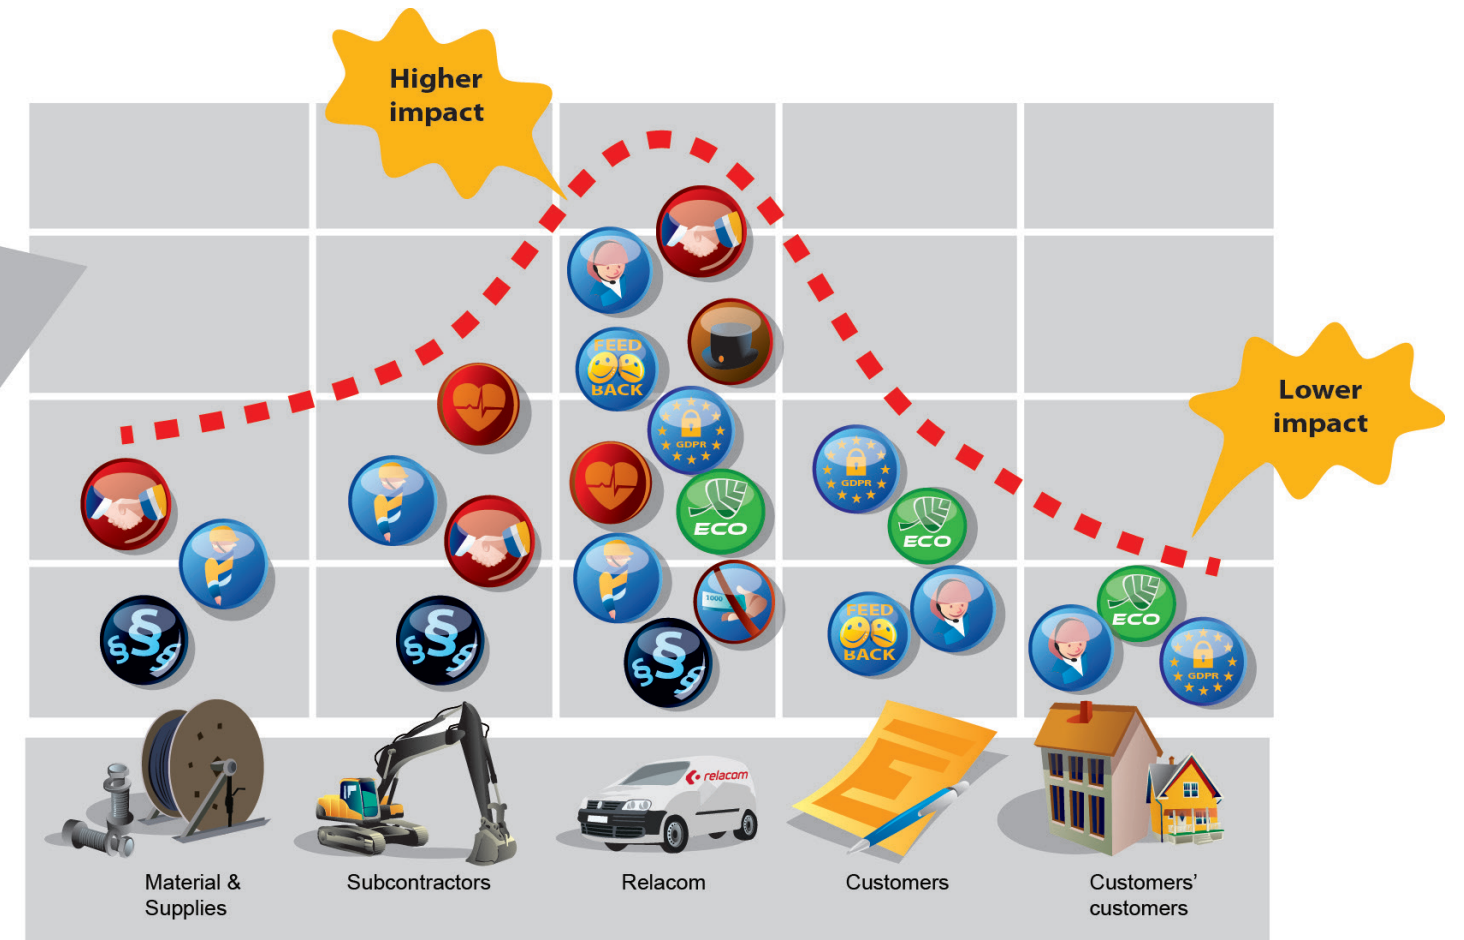 Higher
impact
FEED
BACK
GDPR
Lower
impact
GDPR
ECO
ECO
1000
§
§
§
§
§
§
§
§
§
FEED
BACK
ECO
GDPR
relacom
Material &
Supplies
Subcontractors
Relacom
Customers
Customers’
customers